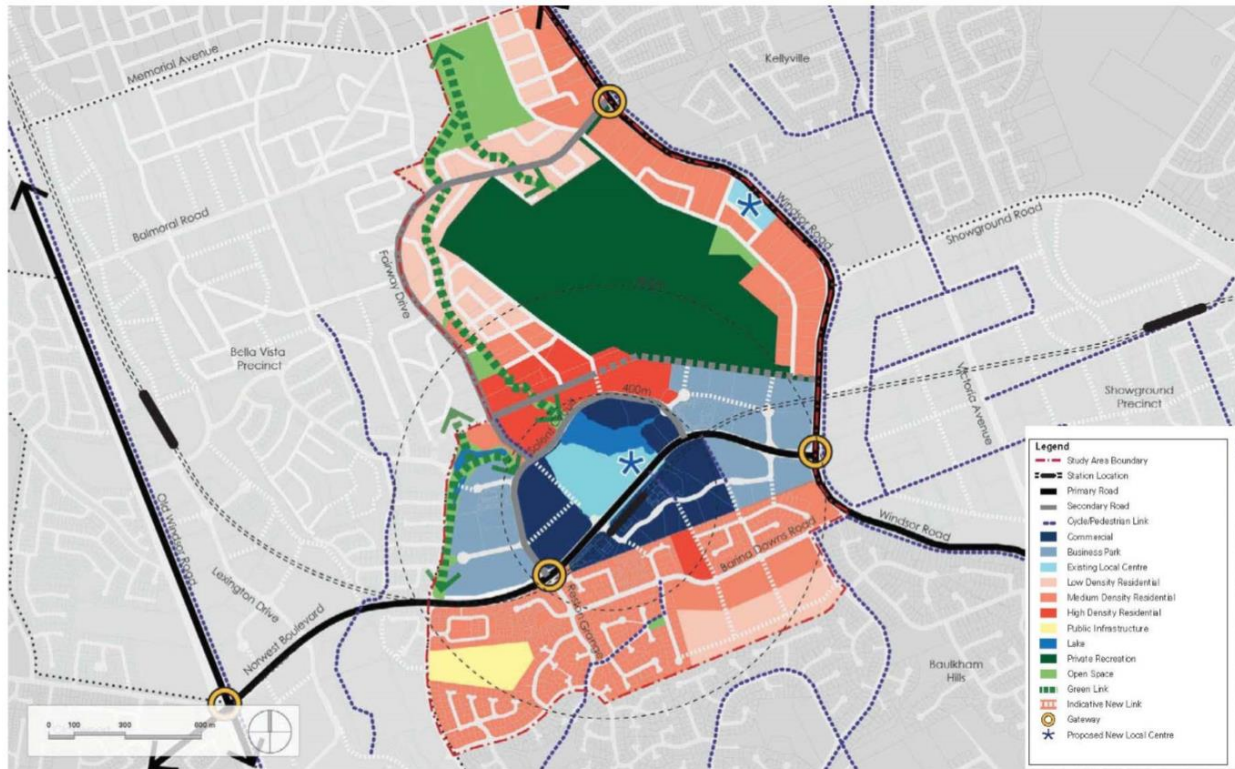 Memorial Avenue
Kellyville
Balmoral Road
Fairway Drive
Windsor Road
Showground Road
Bella Vista
Precinct
400m
Victoria Avenue
Showground
Precinct
Old Windsor Road
Lexington Drive
Norwest Boulevard
Barina Downs Road
Windsor Road
Baulkham
Hills
0 100 300 600 m
Legend
Study Area Boundary
Station Location
Primary Road
Secondary Road
Cycle/Pedestrian Link
Commercial
Business Park
Existing Local Centre
Low Density Residential
Medium Density Residential
High Density Residential
Public Infrastructure
Lake
Private Recreation
Open Space
Green Link
Indicative New Link
Gateway
Proposed New Local Centre